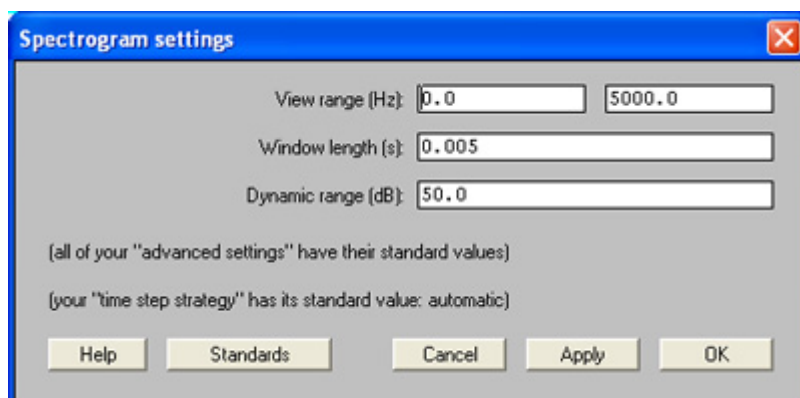 Spectrogram settings
View range (Hz): 0.0 5000.0
Window length (s): 0.005
Dynamic range (dB): 50.0
(all of your "advanced settings" have their standard values)
(your "time step strategy" has its standard value: automatic)
Help Standards Cancel Apply OK